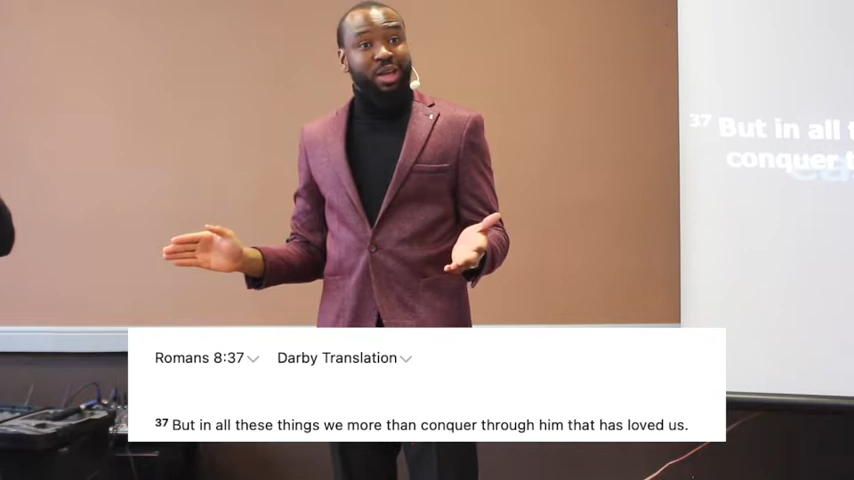 37 But in all
conquer
Romans 8:37 Darby Translation
37 But in all these things we more than conquer through him that has loved us.